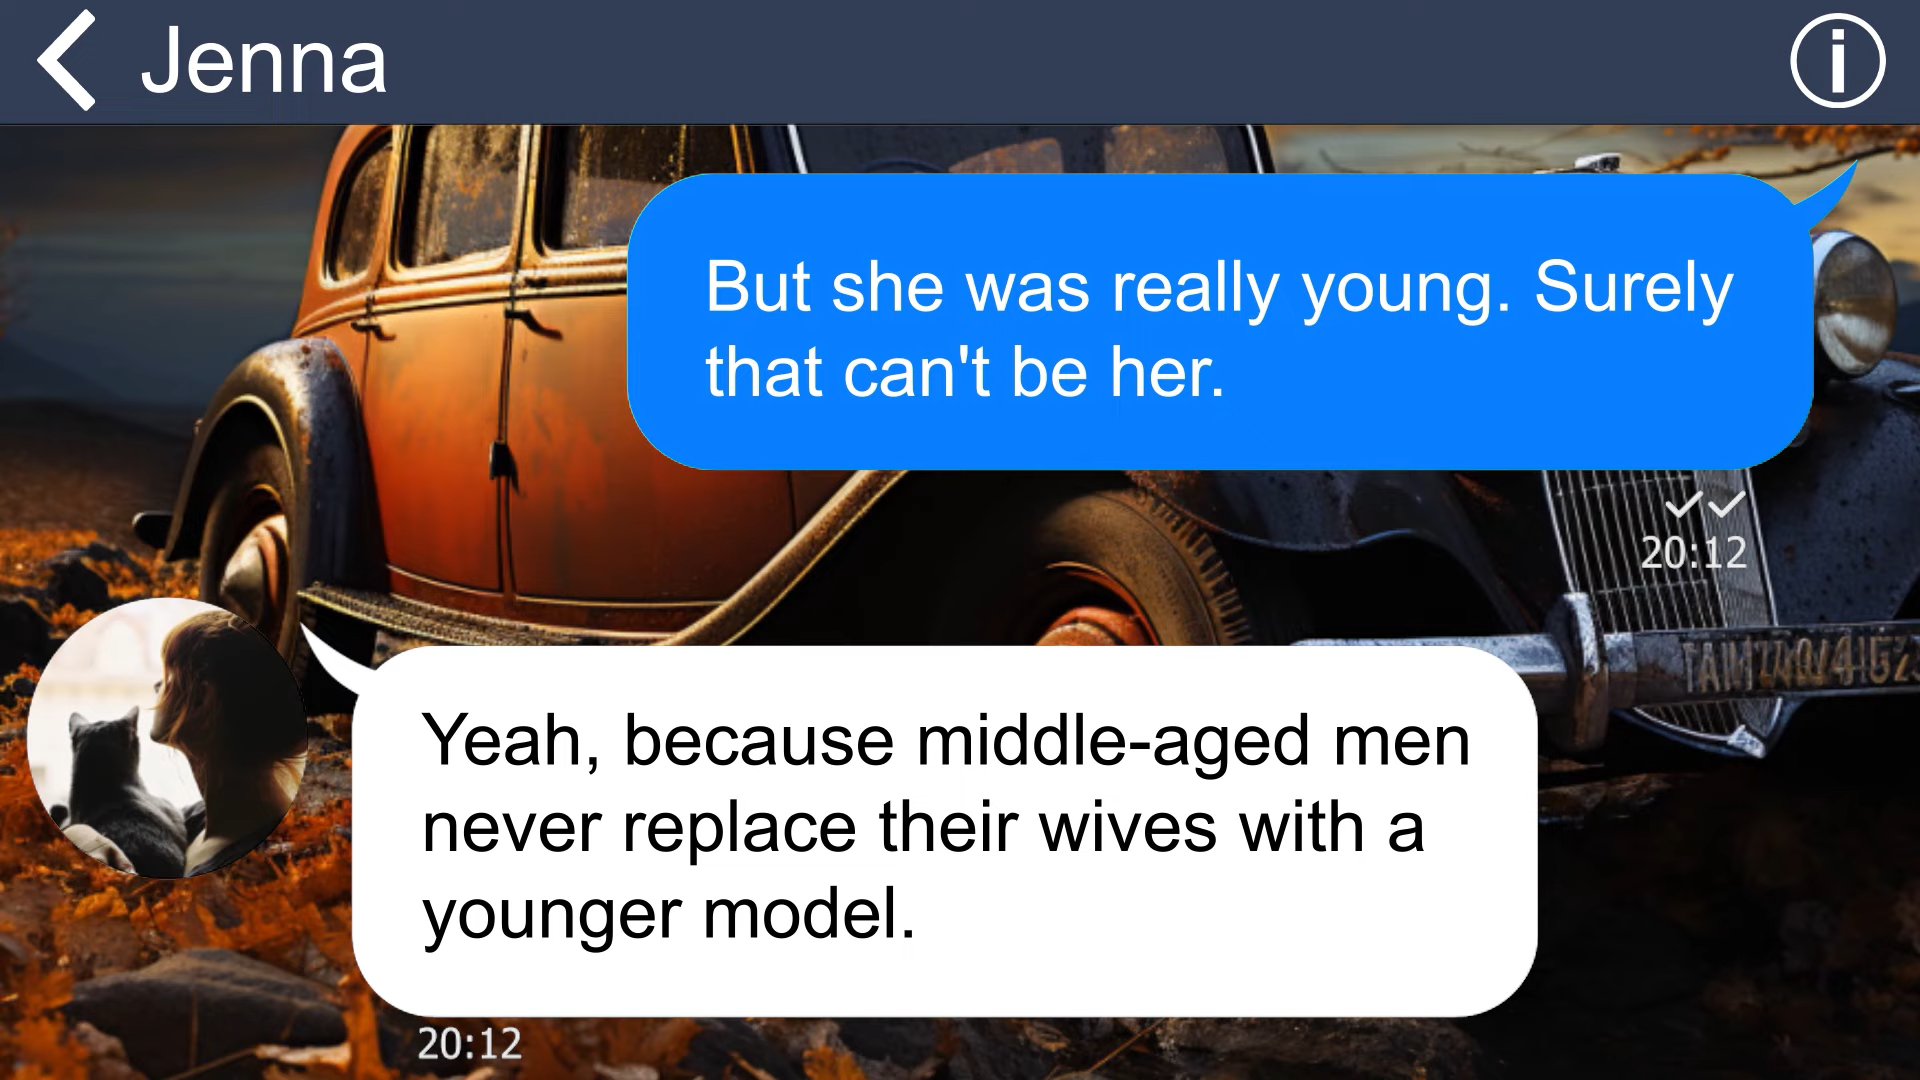 Jenna
But she was really young. Surely
that can't be her.
20:12
Yeah, because middle-aged men
never replace their wives with a
younger model.
20:12